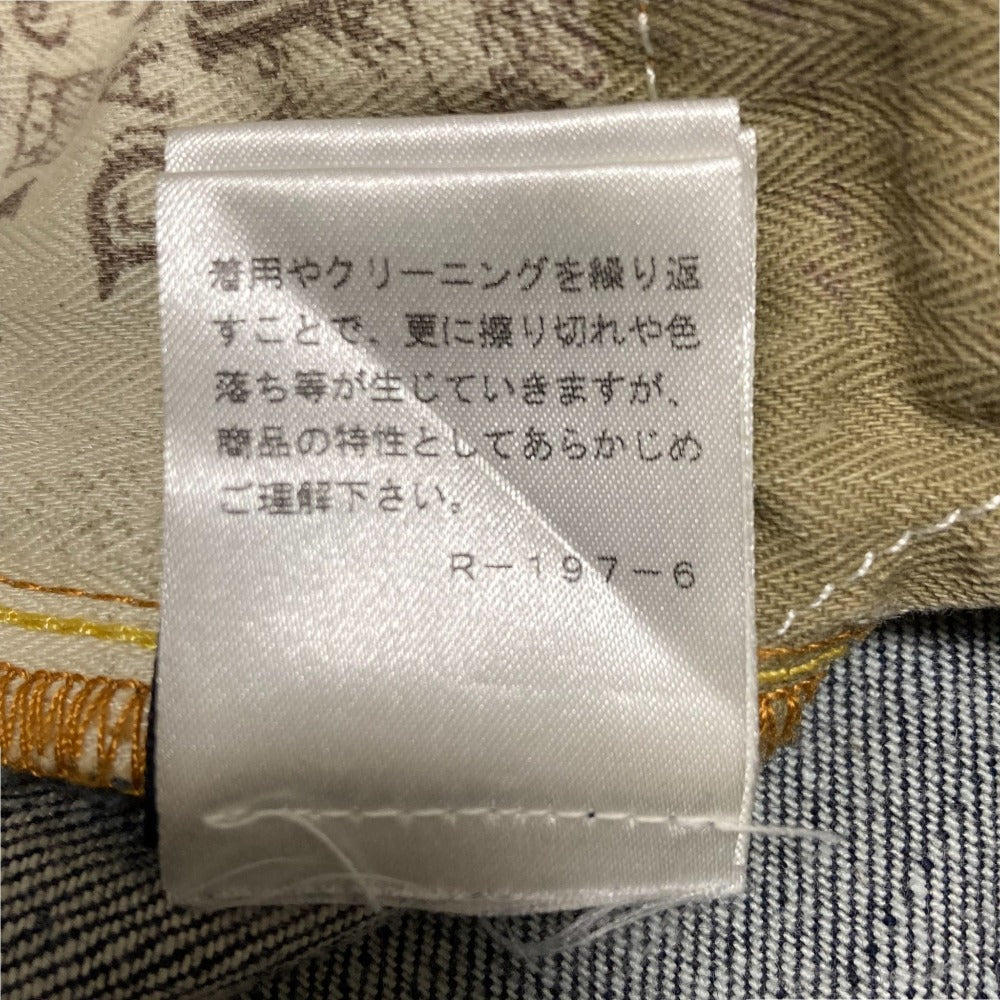 着用やクリーニングを繰り返
すことで、更に擦り切れや色
落ち等が生じていきますが、
商品の特性としてあらかじめ
ご理解下さい。
R-197-6